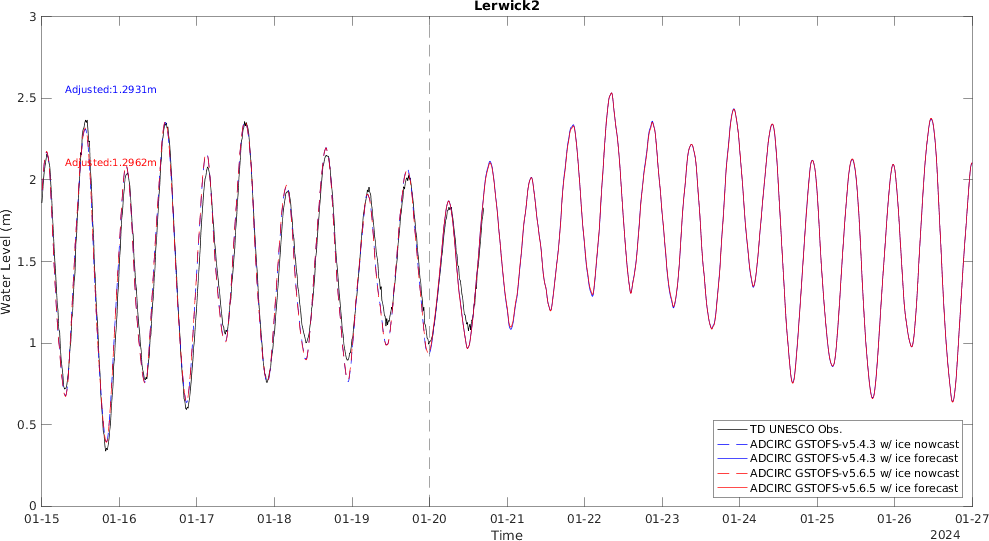 Lerwick2
3
2.5
2
1.5
1
0.5
0
Water Level (m)
Adjusted:1.2931m
Adjusted:1.2962m
TD UNESCO Obs.
ADCIRC GSTOFS-v5.4.3 w/ ice nowcast
ADCIRC GSTOFS-v5.4.3 w/ ice forecast
ADCIRC GSTOFS-v5.6.5 w/ ice nowcast
ADCIRC GSTOFS-v5.6.5 w/ ice forecast
01-15 01-16 01-17 01-18 01-19 01-20 01-21 01-22 01-23 01-24 01-25 01-26 01-27
Time
2024